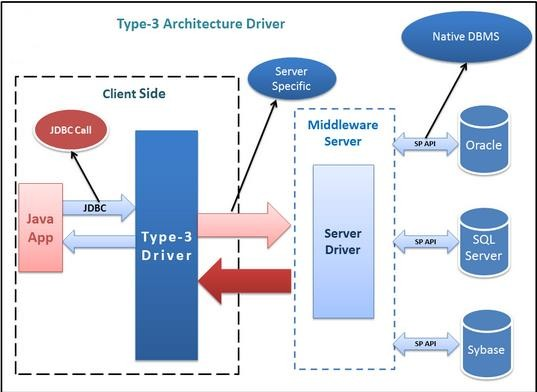 Type-3 Architecture Driver
Native DBMS
Server
Specific
Client Side
JDBC Call
Middleware
Server
SP API
Oracle
Java
App
JDBC
Type-3
Driver
Server
Driver
SP API
SQL
Server
SP API
Sybase